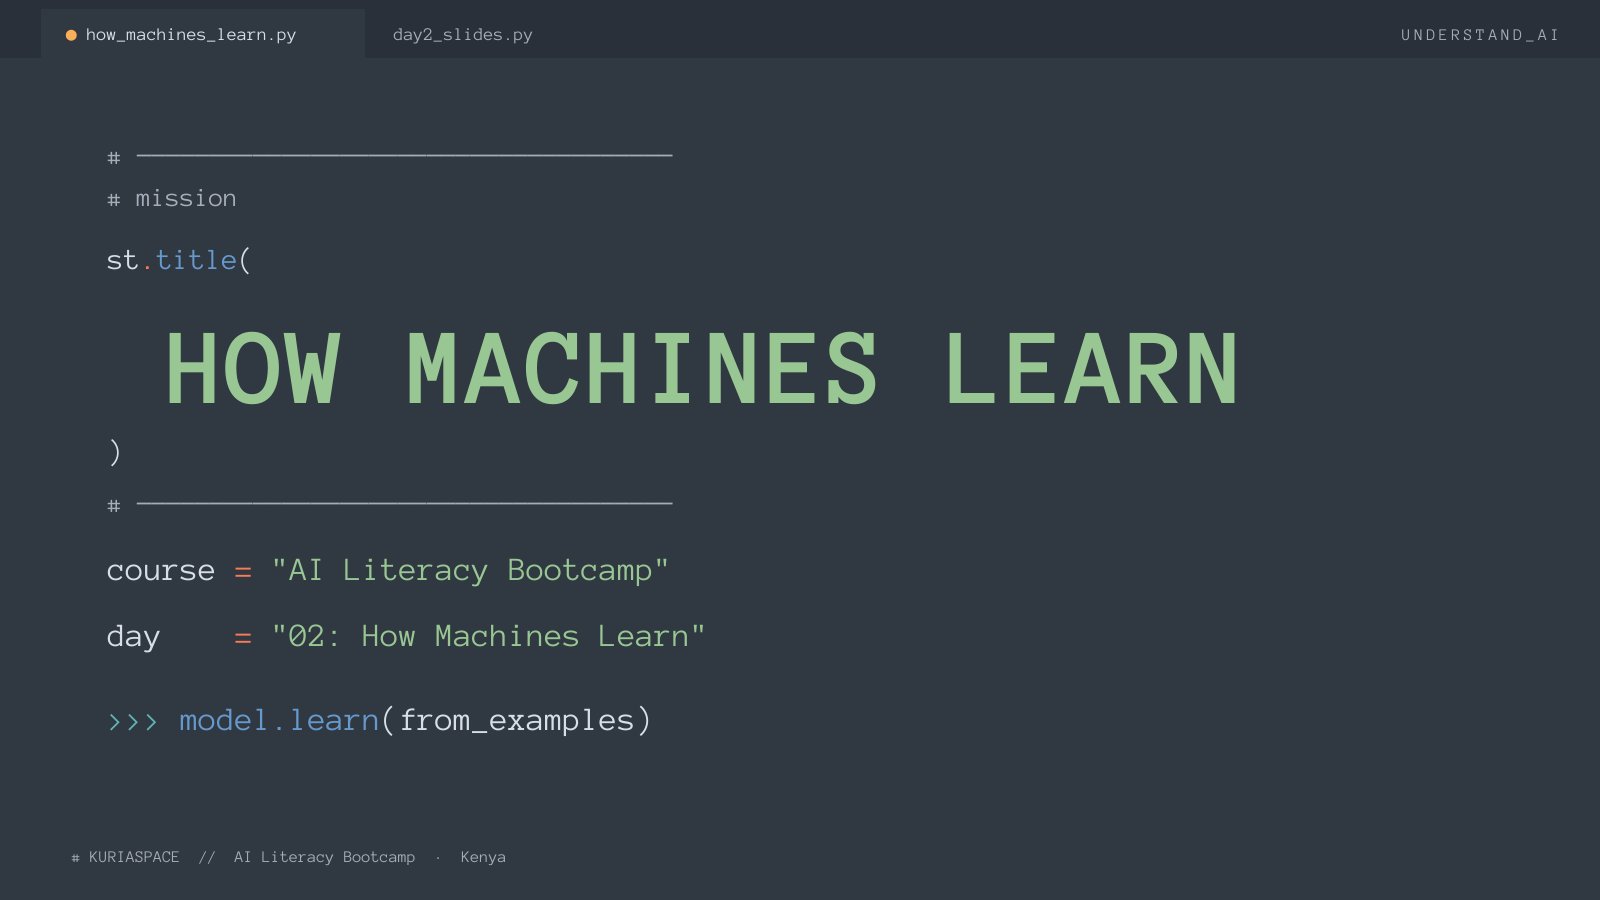 how_machines_learn.py day2_slides.py UNDERSTAND_AI
# ─────────────────────────────────────
# mission
st.title(
HOW MACHINES LEARN
)
# ─────────────────────────────────────
course = "AI Literacy Bootcamp"
day    = "02: How Machines Learn"
>>> model.learn(from_examples)
# KURIASPACE // AI Literacy Bootcamp · Kenya